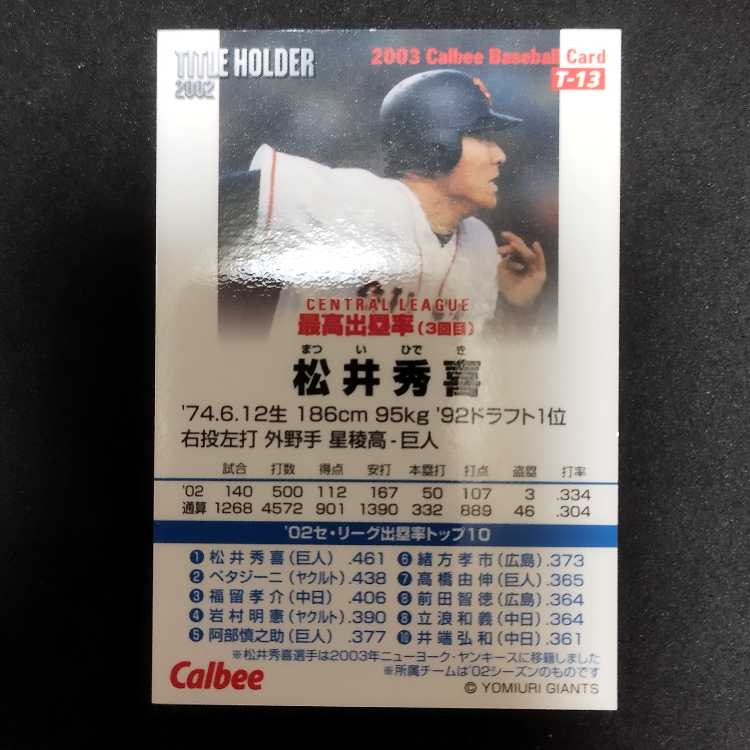 TITLE HOLDER
2002
2003 Calbee Baseball Card
T-13
CENTRAL LEAGUE
最高出塁率(3回目)
まつ い ひで き
松井秀喜
'74.6.12生 186cm 95kg '92ドラフト1位
右投左打 外野手 星稜高-巨人
試合 打数 得点 安打 本塁打 打点 盗塁 打率
'02 140 500 112 167 50 107 3 .334
通算 1268 4572 901 1390 332 889 46 .304
'02セ・リーグ出塁率トップ10
1 松井秀喜(巨人) .461
2 ペタジーニ(ヤクルト) .438
3 福留孝介(中日) .406
4 岩村明憲(ヤクルト) .390
5 阿部慎之助(巨人) .377
6 緒方孝市(広島) .373
7 高橋由伸(巨人) .365
8 前田智徳(広島) .364
8 立浪和義(中日) .364
10 井端弘和(中日) .361
※松井秀喜選手は2003年ニューヨーク・ヤンキースに移籍しました
※所属チームは'02シーズンのものです
Calbee
© YOMIURI GIANTS